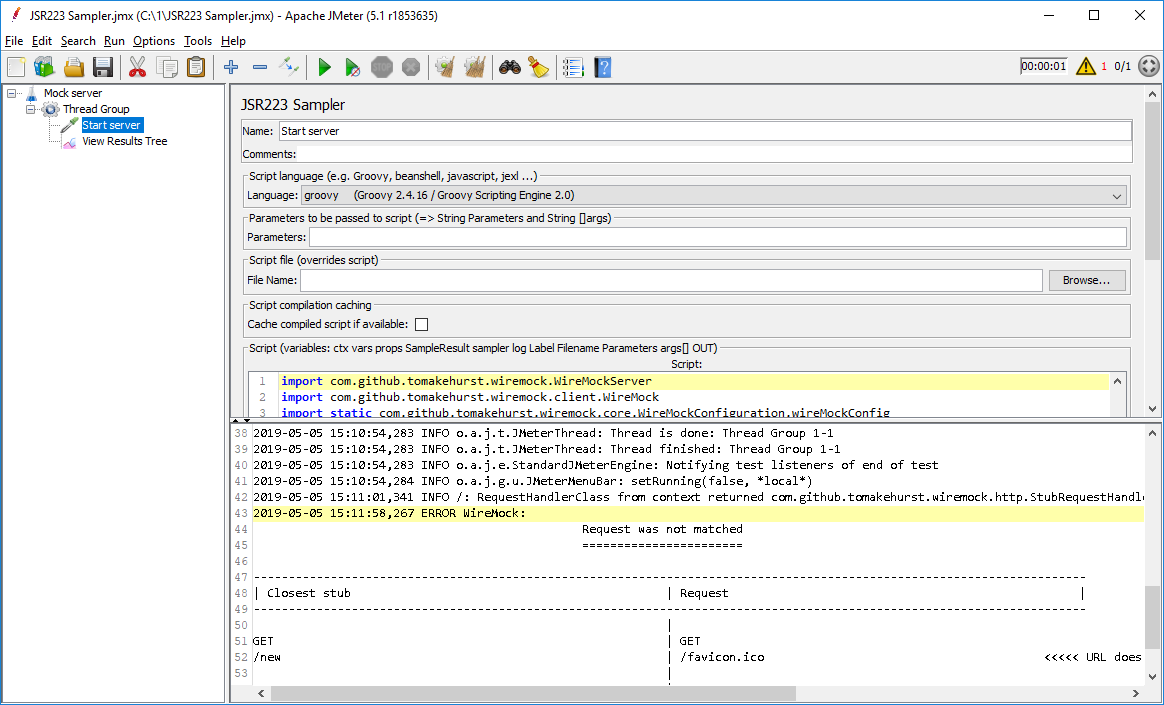 JSR223 Sampler.jmx (C:\1\JSR223 Sampler.jmx) - Apache JMeter (5.1 r1853635)
File Edit Search Run Options Tools Help
STOP 00:00:01 1 0/1
Mock server
Thread Group
Start server
View Results Tree
JSR223 Sampler
Name: Start server
Comments:
Script language (e.g. Groovy, beanshell, javascript, jexl ...)
Language: groovy (Groovy 2.4.16 / Groovy Scripting Engine 2.0)
Parameters to be passed to script (=> String Parameters and String []args)
Parameters:
Script file (overrides script)
File Name: Browse...
Script compilation caching
Cache compiled script if available:
Script (variables: ctx vars props SampleResult sampler log Label Filename Parameters args[] OUT)
Script:
1 import com.github.tomakehurst.wiremock.WireMockServer
2 import com.github.tomakehurst.wiremock.client.WireMock
3 import static com.github.tomakehurst.wiremock.core.WireMockConfiguration.wireMockConfig
38 2019-05-05 15:10:54,283 INFO o.a.j.t.JMeterThread: Thread is done: Thread Group 1-1
39 2019-05-05 15:10:54,283 INFO o.a.j.t.JMeterThread: Thread finished: Thread Group 1-1
40 2019-05-05 15:10:54,283 INFO o.a.j.e.StandardJMeterEngine: Notifying test listeners of end of test
41 2019-05-05 15:10:54,284 INFO o.a.j.g.u.JMeterMenuBar: setRunning(false, *local*)
42 2019-05-05 15:11:01,341 INFO /: RequestHandlerClass from context returned com.github.tomakehurst.wiremock.http.StubRequestHandle
43 2019-05-05 15:11:58,267 ERROR WireMock:
44 Request was not matched
45 =======================
46
47 -----------------------------------------------------------------------------------------------------------------------
48 | Closest stub | Request |
49 -----------------------------------------------------------------------------------------------------------------------
50 |
51 GET | GET
52 /new | /favicon.ico <<<<< URL does
53 |